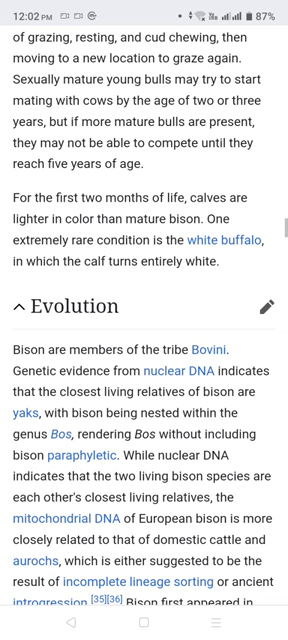 12:02 PM
87%
of grazing, resting, and cud chewing, then
moving to a new location to graze again.
Sexually mature young bulls may try to start
mating with cows by the age of two or three
years, but if more mature bulls are present,
they may not be able to compete until they
reach five years of age.
For the first two months of life, calves are
lighter in color than mature bison. One
extremely rare condition is the white buffalo,
in which the calf turns entirely white.
Evolution
Bison are members of the tribe Bovini.
Genetic evidence from nuclear DNA indicates
that the closest living relatives of bison are
yaks, with bison being nested within the
genus Bos, rendering Bos without including
bison paraphyletic. While nuclear DNA
indicates that the two living bison species are
each other's closest living relatives, the
mitochondrial DNA of European bison is more
closely related to that of domestic cattle and
aurochs, which is either suggested to be the
result of incomplete lineage sorting or ancient
introgression.[35][36] Bison first appeared in